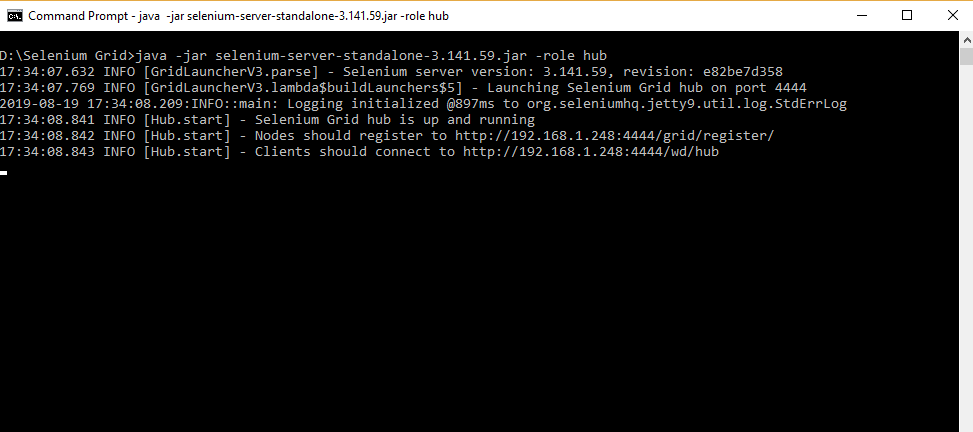 Command Prompt - java  -jar selenium-server-standalone-3.141.59.jar -role hub
D:\Selenium Grid>java -jar selenium-server-standalone-3.141.59.jar -role hub
17:34:07.632 INFO [GridLauncherV3.parse] - Selenium server version: 3.141.59, revision: e82be7d358
17:34:07.769 INFO [GridLauncherV3.lambda$buildLaunchers$5] - Launching Selenium Grid hub on port 4444
2019-08-19 17:34:08.209:INFO::main: Logging initialized @897ms to org.seleniumhq.jetty9.util.log.StdErrLog
17:34:08.841 INFO [Hub.start] - Selenium Grid hub is up and running
17:34:08.842 INFO [Hub.start] - Nodes should register to http://192.168.1.248:4444/grid/register/
17:34:08.843 INFO [Hub.start] - Clients should connect to http://192.168.1.248:4444/wd/hub